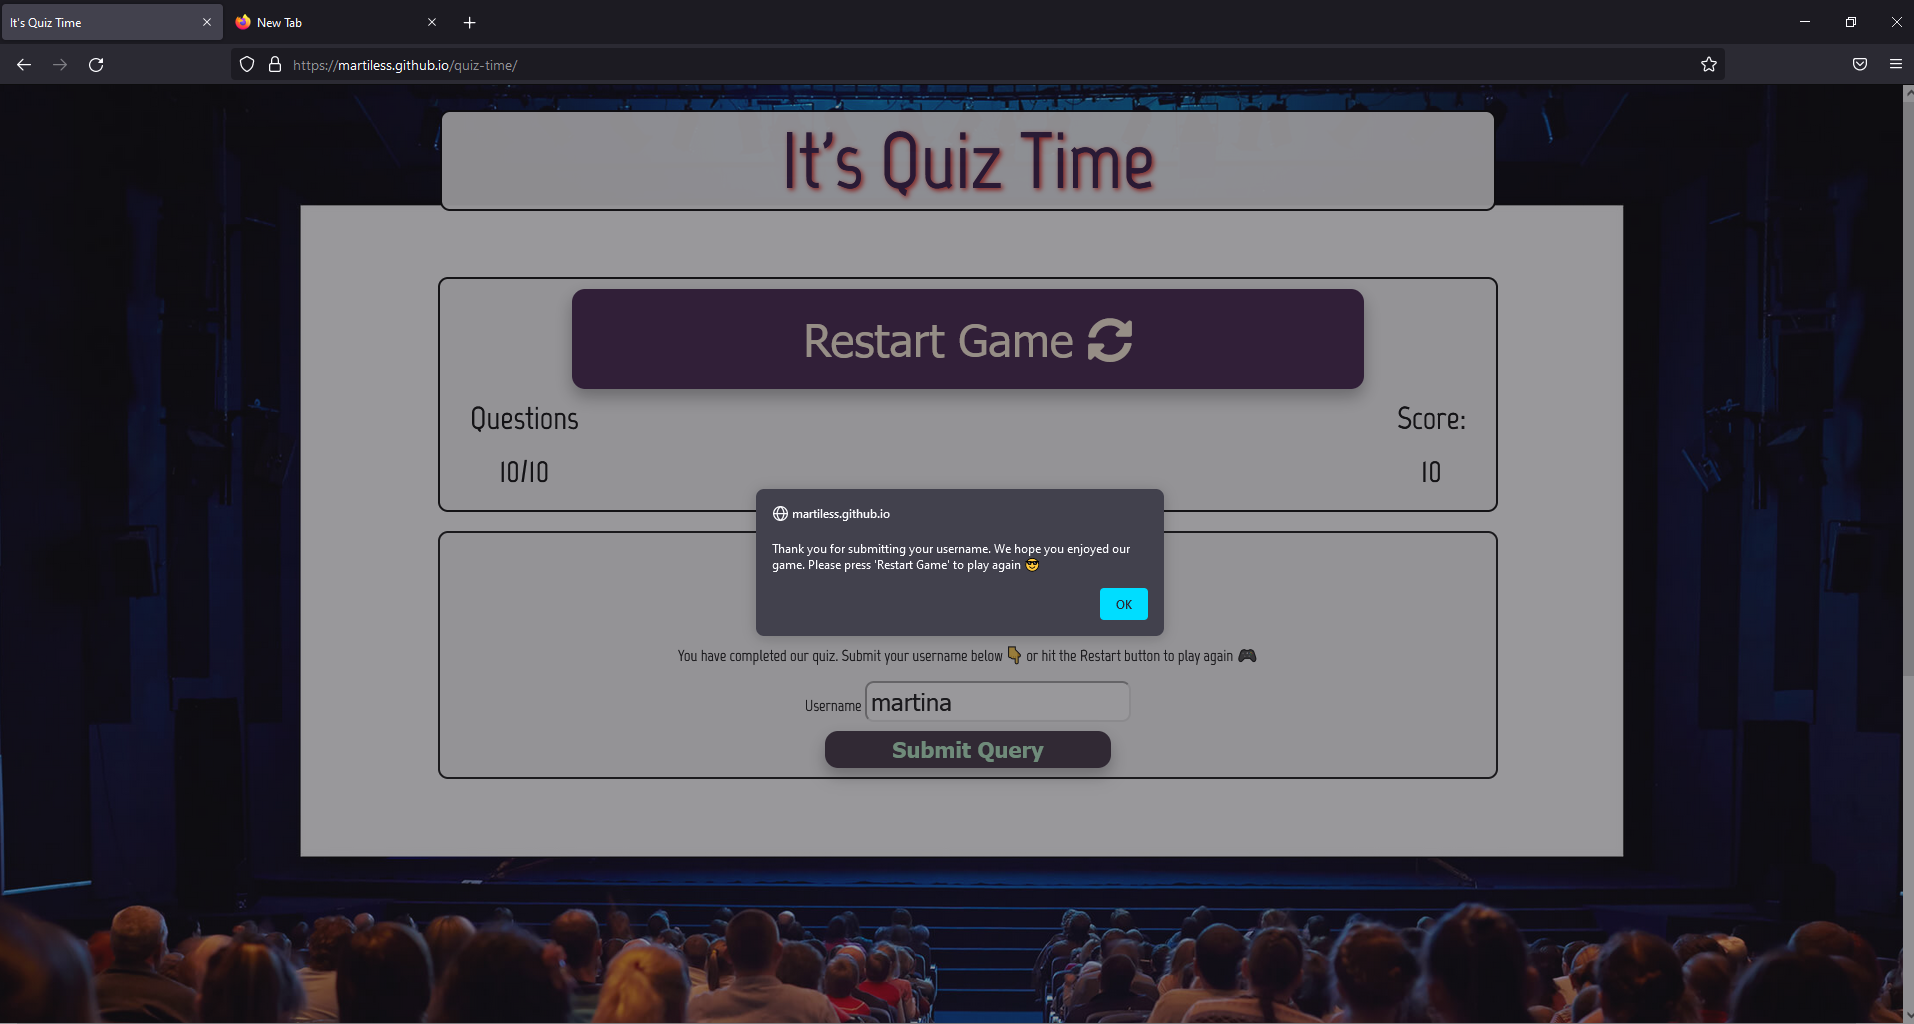 It's Quiz Time
New Tab
https://martiless.github.io/quiz-time/
It's Quiz Time
Restart Game
Questions
Score:
10/10
10
martiless.github.io
Thank you for submitting your username. We hope you enjoyed our
game. Please press 'Restart Game' to play again 😎
OK
You have completed our quiz. Submit your username below 👇 or hit the Restart button to play again 🎮
Username martina
Submit Query